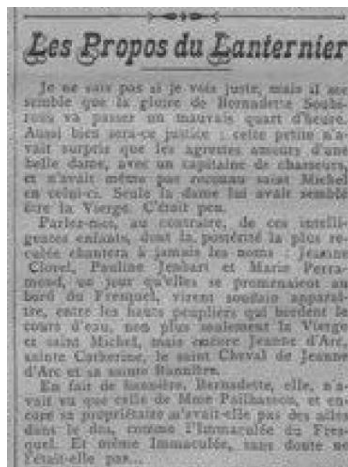 Les Propos du Lanternier
Je ne sais pas si je vois juste, mais il me
semble que la gloire de Bernadette Soubi-
rous va passer un mauvais quart d'heure.
Aussi bien sera-ce justice : cette petite n'a-
vait surpris que les agrestes amours d'une
belle dame, avec un capitaine de chasseurs,
et n'avait même pas reconnu saint Michel
en celui-ci. Seule la dame lui avait semblé
être la Vierge. C'était peu.
Parlez-moi, au contraire, de ces intelli-
gentes enfants, dont la postérité la plus re-
culée chantera à jamais les noms : Jeanne
Clovel, Pauline Jenbart et Marie Perra-
mond, un jour qu'elles se promenaient au
bord du Fresquel, virent soudain apparaî-
tre, entre les hauts peupliers qui bordent le
cours d'eau, non plus seulement la Vierge
et saint Michel, mais encore Jeanne d'Arc,
sainte Catherine, le saint Cheval de Jeanne
d'Arc et sa sainte Bannière.
En fait de bannière, Bernadette, elle, n'a-
vait vu que celle de Mme Pailhasson, et en-
core sa propriétaire n'avait-elle pas des ailes
dans le dos, comme l'Immaculée du Fres-
quel. Et même Immaculée, sans doute ne
l'était-elle pas...